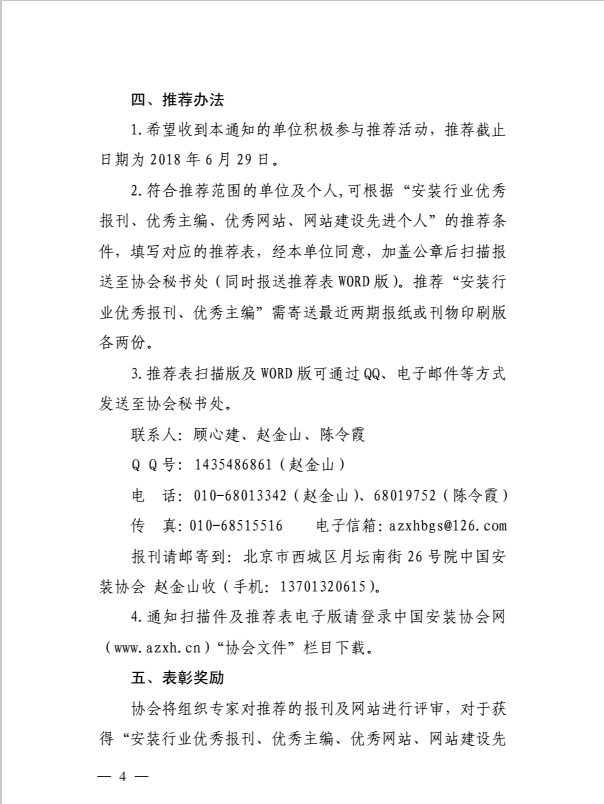 四、推荐办法
1.希望收到本通知的单位积极参与推荐活动，推荐截止
日期为 2018 年 6 月 29 日。
2.符合推荐范围的单位及个人,可根据“安装行业优秀
报刊、优秀主编、优秀网站、网站建设先进个人”的推荐条
件，填写对应的推荐表，经本单位同意，加盖公章后扫描报
送至协会秘书处（同时报送推荐表 WORD 版）。推荐“安装行
业优秀报刊、优秀主编”需寄送最近两期报纸或刊物印刷版
各两份。
3.推荐表扫描版及 WORD 版可通过 QQ、电子邮件等方式
发送至协会秘书处。
联系人：顾心建、赵金山、陈令霞
Q Q 号：1435486861（赵金山）
电　话：010-68013342（赵金山）、68019752（陈令霞）
传　真：010-68515516　　电子信箱：azxhbgs@126.com
报刊请邮寄到：北京市西城区月坛南街 26 号院中国安
装协会 赵金山收（手机：13701320615）。
4.通知扫描件及推荐表电子版请登录中国安装协会网
（www.azxh.cn）“协会文件”栏目下载。
五、表彰奖励
协会将组织专家对推荐的报刊及网站进行评审，对于获
得“安装行业优秀报刊、优秀主编、优秀网站、网站建设先
— 4 —